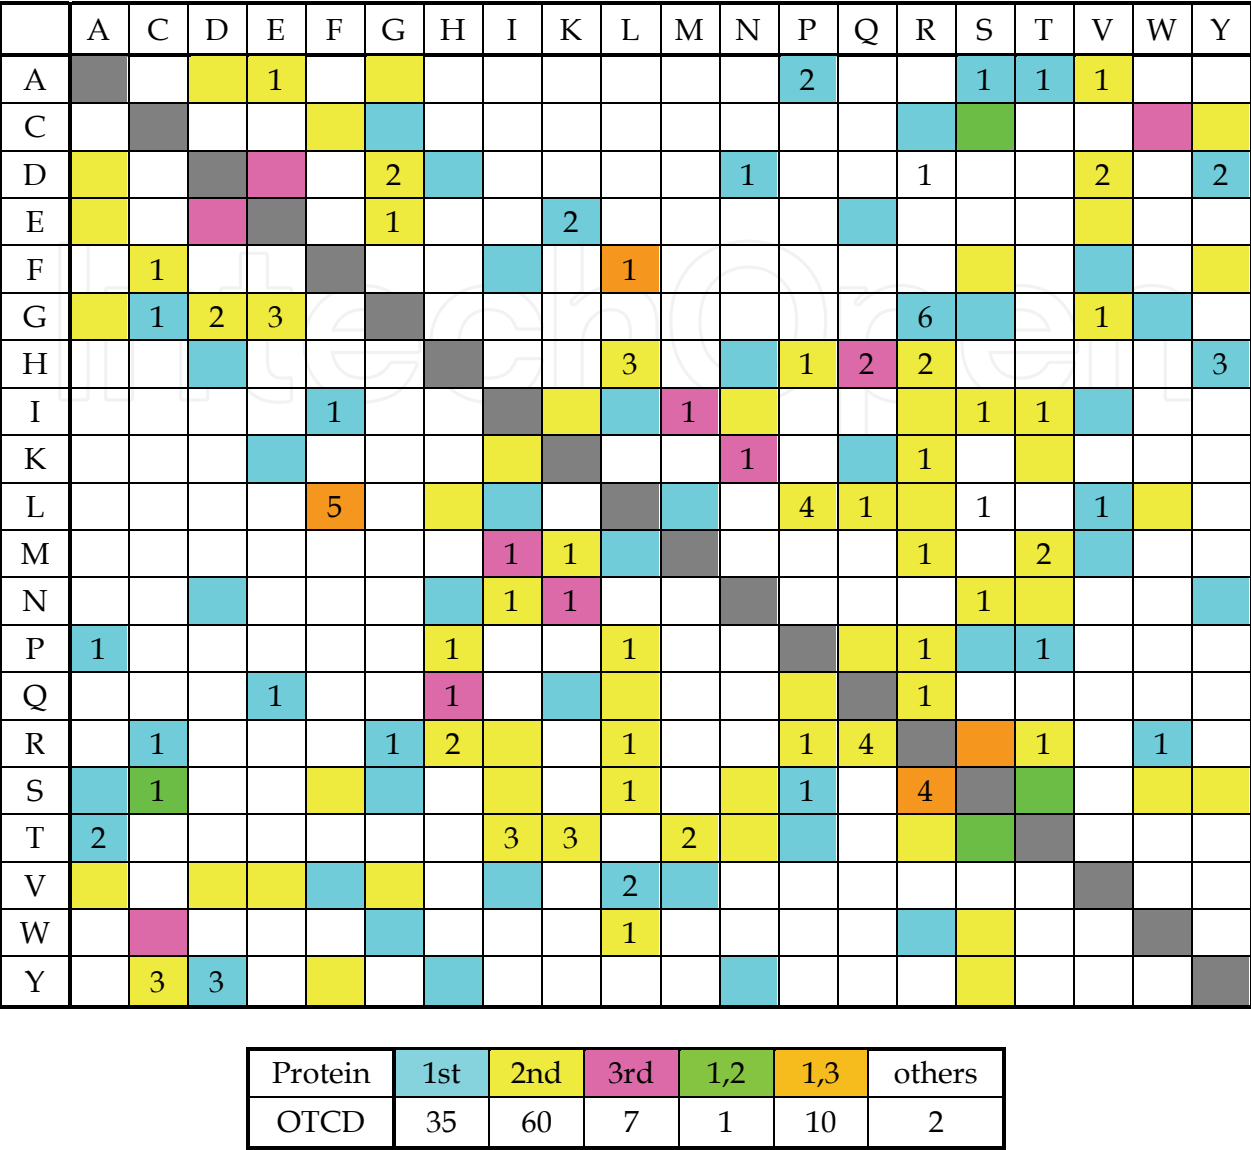 A C D E F G H I K L M N P Q R S T V W Y
A 1 2 1 1 1
C
D 2 1 1 2 2
E 1 2
F 1 1
G 1 2 3 6 1
H 3 1 2 2 3
I 1 1 1 1
K 1 1
L 5 4 1 1 1
M 1 1 1 2
N 1 1 1
P 1 1 1 1 1
Q 1 1 1
R 1 1 2 1 1 4 1 1
S 1 1 1 4
T 2 3 3 2
V 2
W 1
Y 3 3
IntechOpen
Protein 1st 2nd 3rd 1,2 1,3 others
OTCD 35 60 7 1 10 2